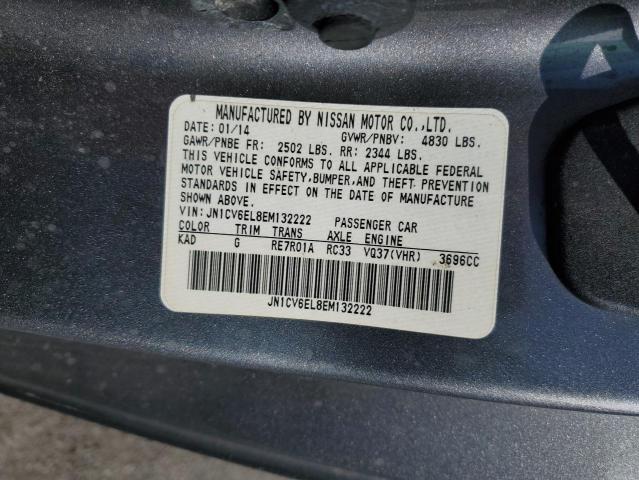 MANUFACTURED BY NISSAN MOTOR CO.,LTD.
DATE: 01/14 GVWR/PNBV: 4830 LBS.
GAWR/PNBE FR: 2502 LBS. RR: 2344 LBS.
THIS VEHICLE CONFORMS TO ALL APPLICABLE FEDERAL
MOTOR VEHICLE SAFETY, BUMPER, AND THEFT PREVENTION
STANDARDS IN EFFECT ON THE DATE OF MANUFACTURE
SHOWN ABOVE.
VIN: JN1CV6EL8EM132222 PASSENGER CAR
COLOR TRIM TRANS AXLE ENGINE
KAD G RE7R01A RC33 VQ37(VHR) 3696CC
JN1CV6EL8EM132222